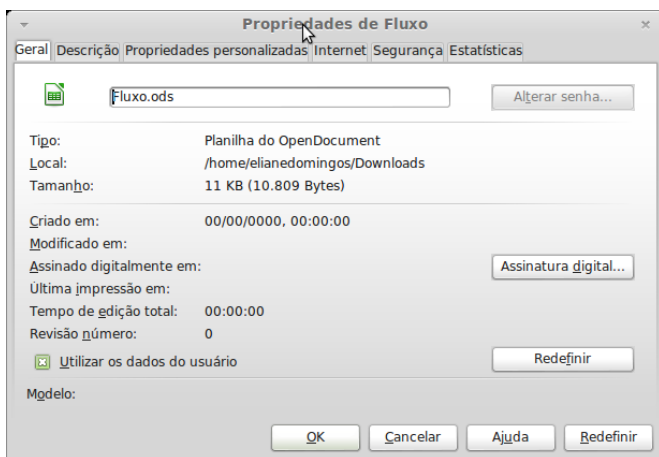 Propriedades de Fluxo
Geral Descrição Propriedades personalizadas Internet Segurança Estatísticas
Fluxo.ods Alterar senha...
Tipo: Planilha do OpenDocument
Local: /home/elianedomingos/Downloads
Tamanho: 11 KB (10.809 Bytes)
Criado em: 00/00/0000, 00:00:00
Modificado em:
Assinado digitalmente em: Assinatura digital...
Última impressão em:
Tempo de edição total: 00:00:00
Revisão número: 0
Utilizar os dados do usuário Redefinir
Modelo:
OK Cancelar Ajuda Redefinir